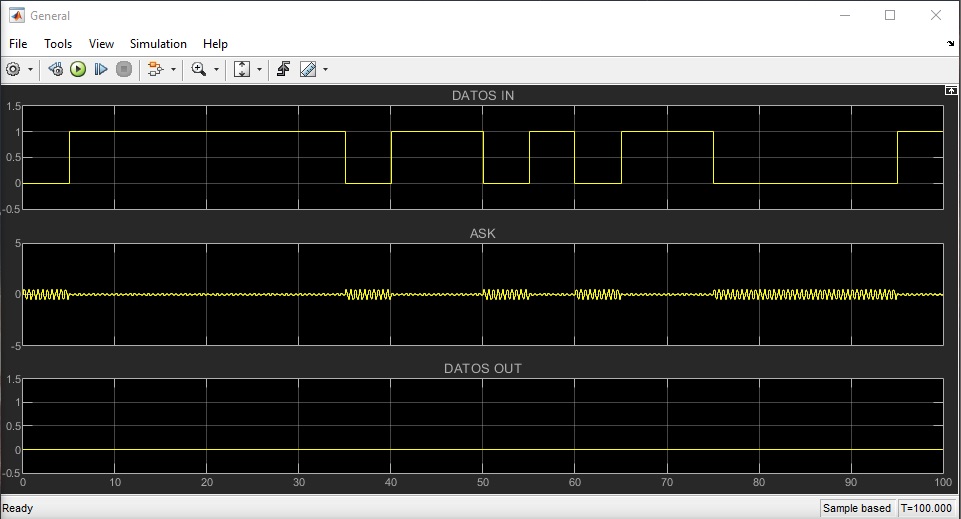 General
File Tools View Simulation Help
DATOS IN
1.5
1
0.5
0
-0.5
ASK
5
0
-5
DATOS OUT
1.5
1
0.5
0
-0.5
0 10 20 30 40 50 60 70 80 90 100
Ready Sample based T=100.000